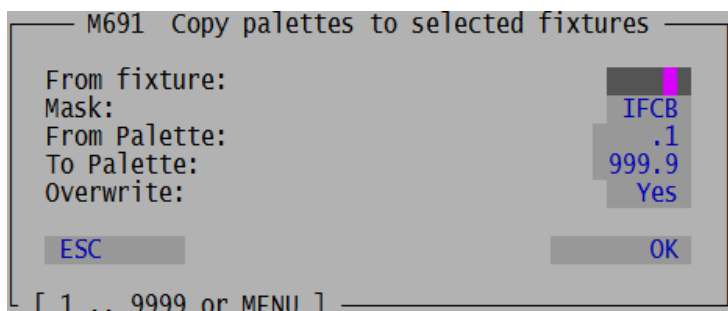 M691 Copy palettes to selected fixtures
From fixture:
Mask: IFCB
From Palette: .1
To Palette: 999.9
Overwrite: Yes
ESC OK
[ 1 .. 9999 or MENU ]